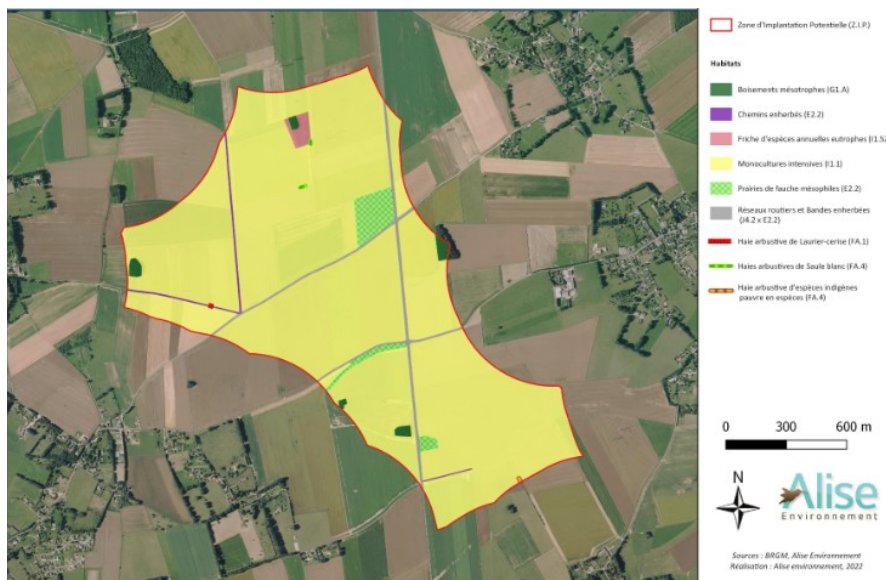 Zone d'Implantation Potentielle (Z.I.P.)
Habitats
Boisements mésotrophes (G1.A)
Chemins enherbés (E2.2)
Friche d'espèces annuelles eutrophes (I1.52
Monocultures intensives (I1.1)
Prairies de fauche mésophiles (E2.2)
Réseaux routiers et Bandes enherbées
(J4.2 x E2.2)
Haie arbustive de Laurier-cerise (FA.1)
Haies arbustives de Saule blanc (FA.4)
Haie arbustive d'espèces indigènes
pauvre en espèces (FA.4)
0 300 600 m
N
Alise
Environnement
Sources : BRGM, Alise Environnement
Réalisation : Alise environnement, 2022